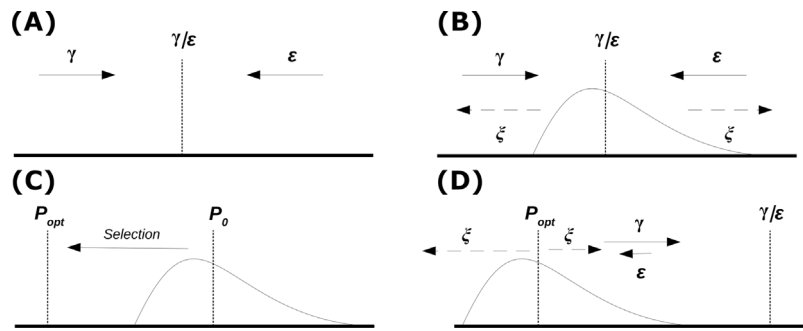 (A)
γ/ε
γ
ε
(B)
γ/ε
γ
ε
ξ
ξ
(C)
P_opt
P_0
Selection
(D)
P_opt
γ/ε
ξ
ξ
γ
ε